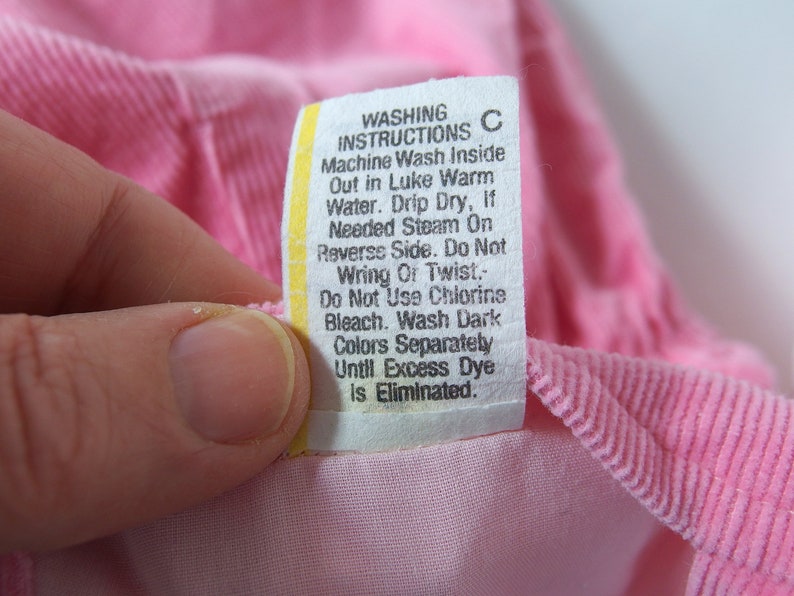 WASHING
INSTRUCTIONS C
Machine Wash Inside
Out in Luke Warm
Water. Drip Dry, if
Needed Steam On
Reverse Side. Do Not
Wring Or Twist.-
Do Not Use Chlorine
Bleach. Wash Dark
Colors Separately
Until Excess Dye
is Eliminated.